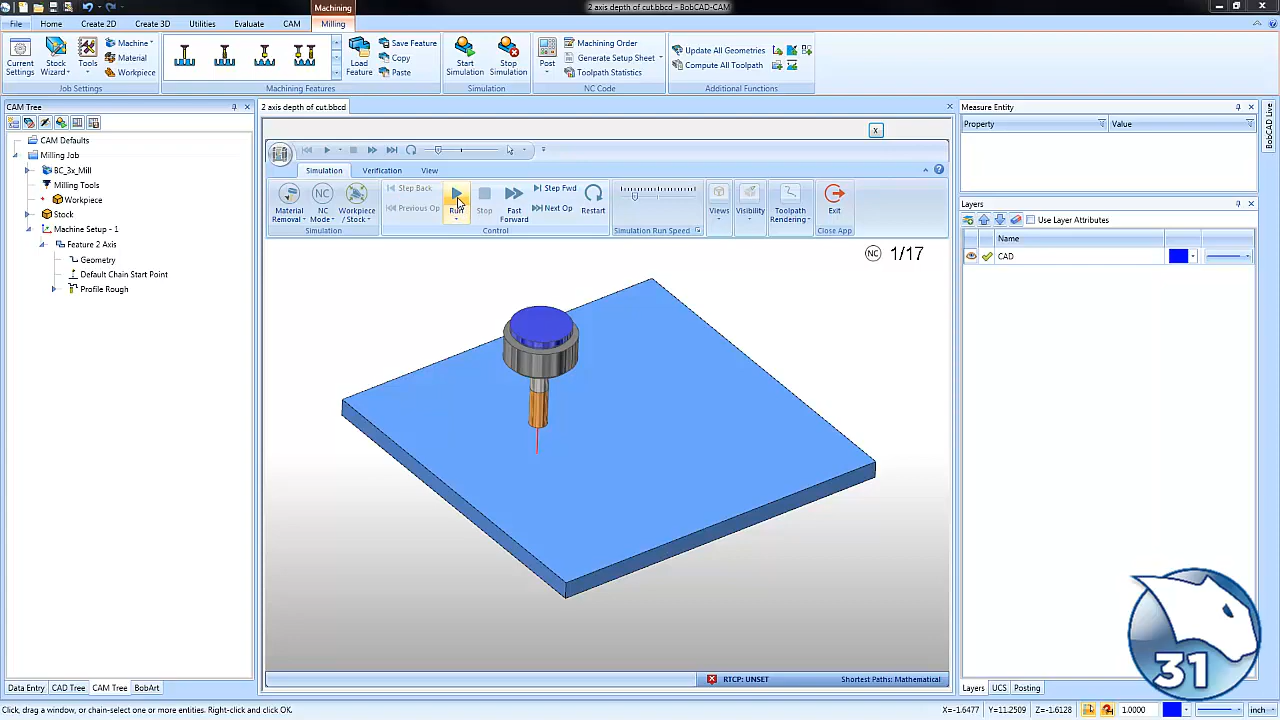 Machining
2 axis depth of cut.bbcd - BobCAD-CAM
File Home Create 2D Create 3D Utilities Evaluate CAM Milling
Current Settings
Stock Wizard
Tools
Machine
Material
Workpiece
Job Settings
Machining Features
Load Feature
Save Feature
Copy
Paste
Start Simulation
Stop Simulation
Simulation
Post
Machining Order
Generate Setup Sheet
Toolpath Statistics
NC Code
Update All Geometries
Compute All Toolpath
Additional Functions
CAM Tree
CAM Defaults
Milling Job
BC_3x_Mill
Milling Tools
Workpiece
Stock
Machine Setup - 1
Feature 2 Axis
Geometry
Default Chain Start Point
Profile Rough
Data Entry CAD Tree CAM Tree BobArt
2 axis depth of cut.bbcd
x
Simulation Verification View
Material Removal
NC Mode
Workpiece / Stock
Simulation
Step Back
Previous Op
Run
Stop
Fast Forward
Step Fwd
Next Op
Restart
Control
Simulation Run Speed
Views
Visibility
Toolpath Rendering
Exit
Close App
NC 1/17
RTCP: UNSET Shortest Paths: Mathematical
Measure Entity
Property Value
Layers
Use Layer Attributes
Name
CAD
BobCAD Live
31
Layers UCS Posting
Click, drag a window, or chain-select one or more entities. Right-click and click OK.
X=-1.6477 Y=11.2509 Z=-1.6128 1.0000 inch